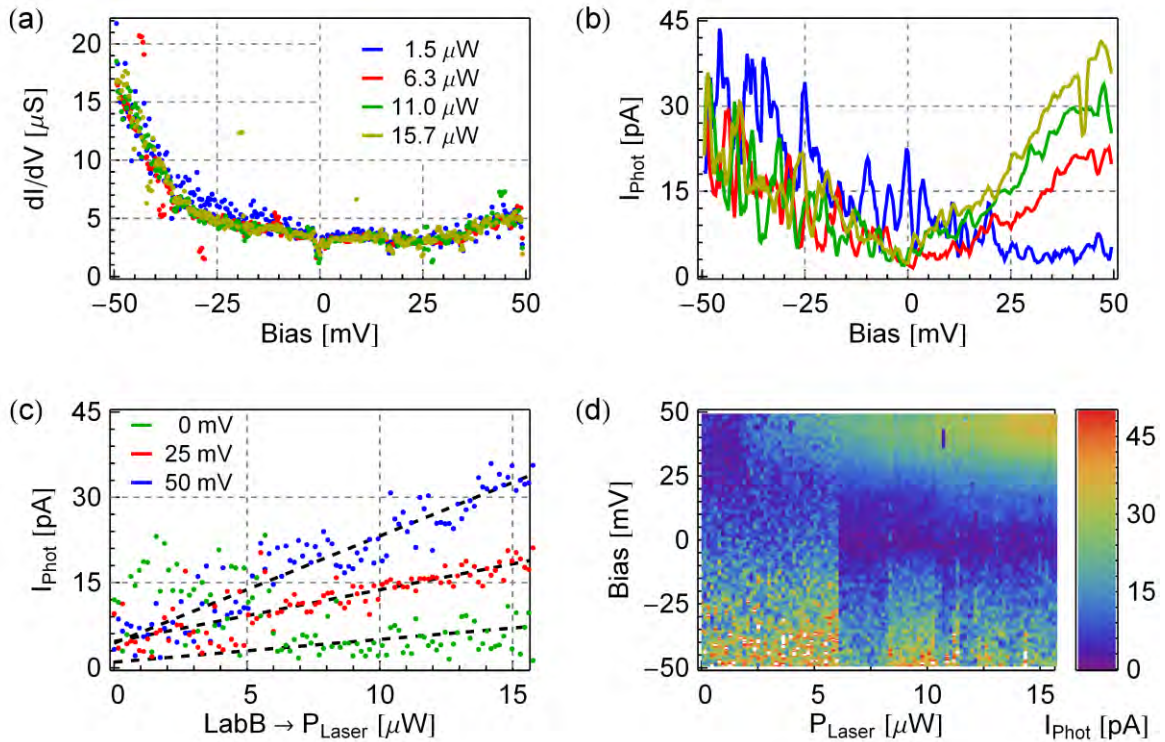 (a)
dI/dV [μS]
20
15
10
5
0
1.5 μW
6.3 μW
11.0 μW
15.7 μW
−50 −25 0 25 50
Bias [mV]
(b)
I_Phot [pA]
45
30
15
0
−50 −25 0 25 50
Bias [mV]
(c)
I_Phot [pA]
45
30
15
0
0 mV
25 mV
50 mV
0 5 10 15
LabB → P_Laser [μW]
(d)
Bias [mV]
50
25
0
−25
−50
0 5 10 15
P_Laser [μW]
45
30
15
0
I_Phot [pA]